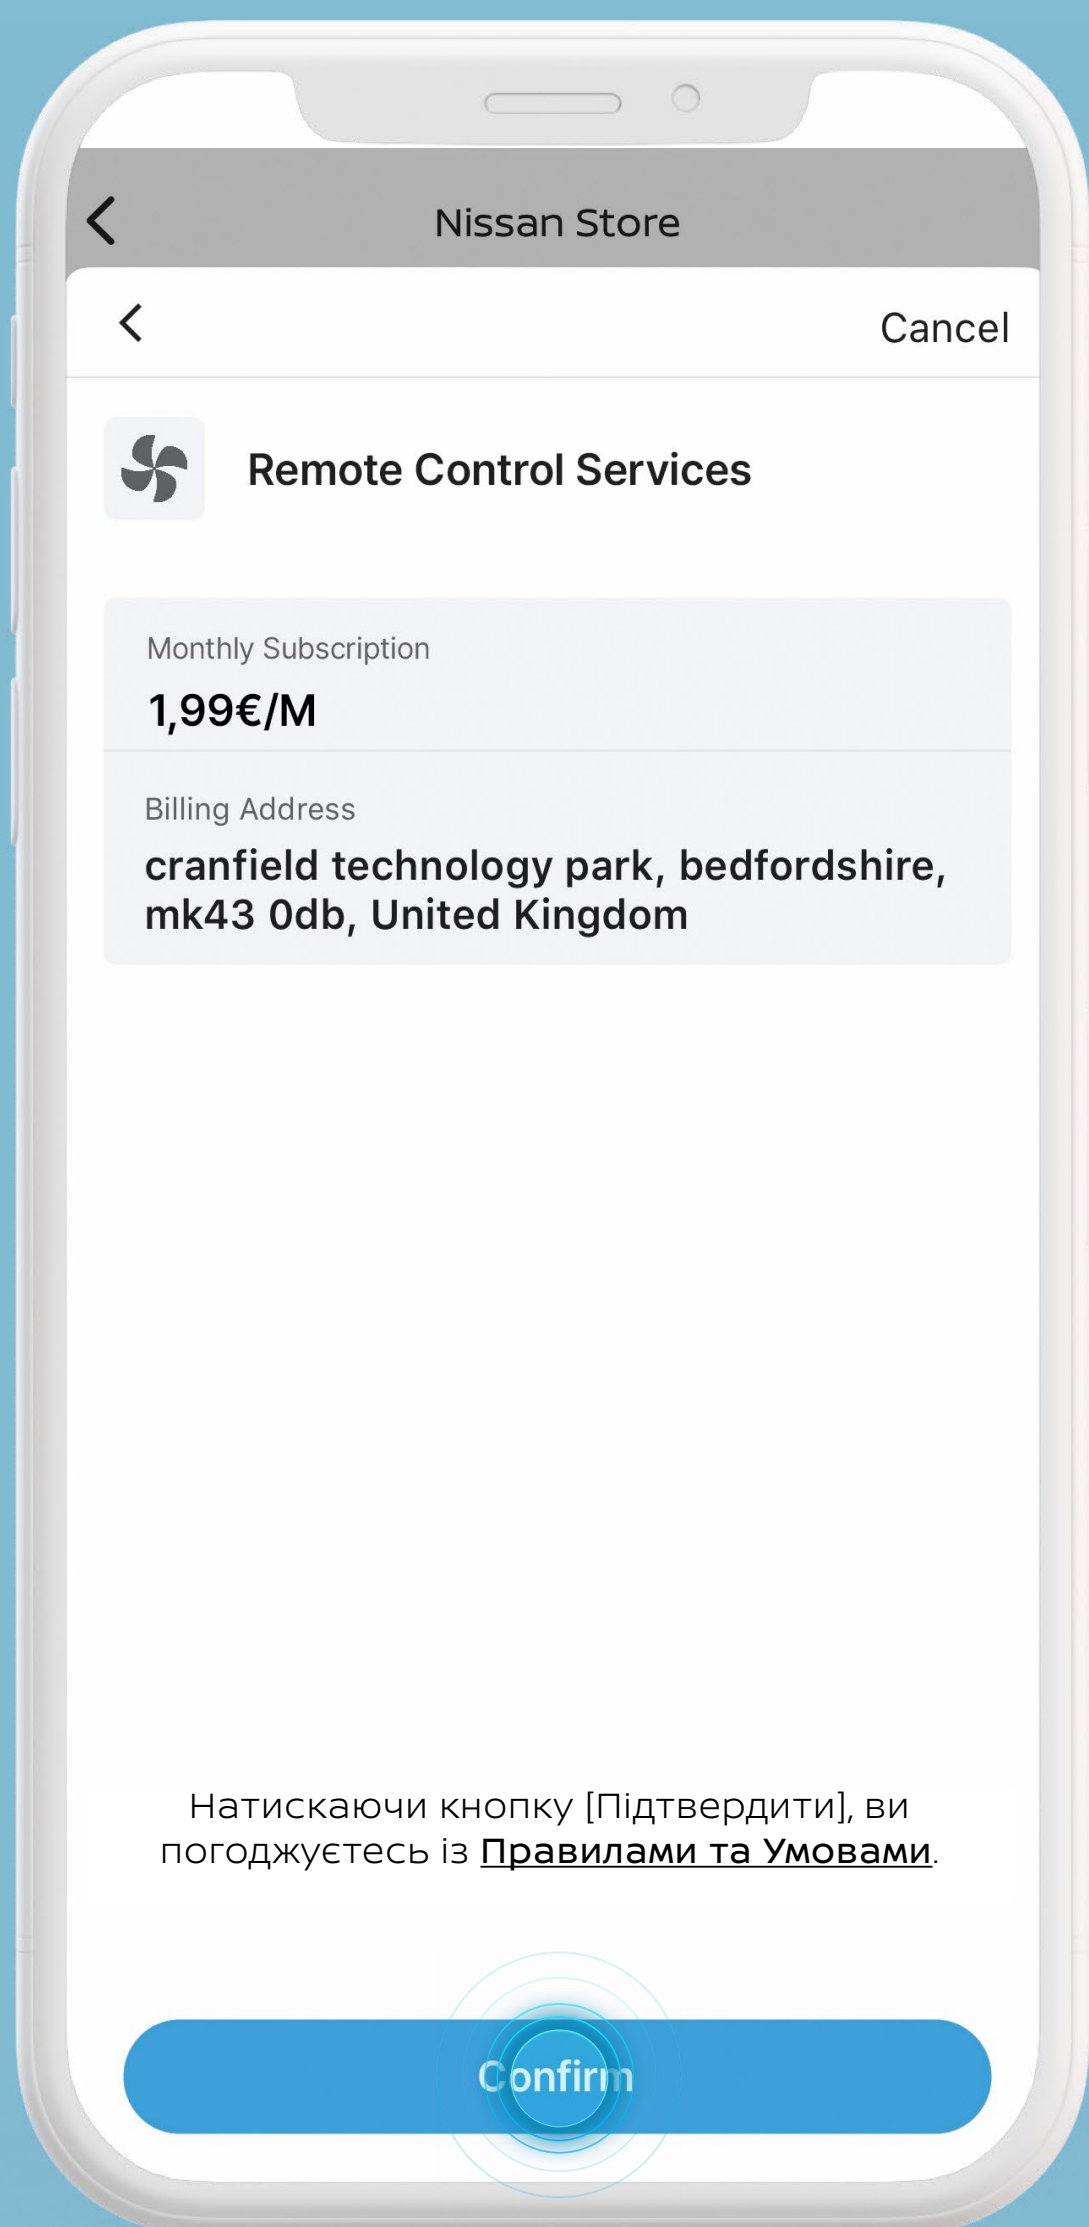 Nissan Store
Cancel
Remote Control Services
Monthly Subscription
1,99€/M
Billing Address
cranfield technology park, bedfordshire,
mk43 0db, United Kingdom
Натискаючи кнопку [Підтвердити], ви
погоджуєтесь із Правилами та Умовами.
Confirm